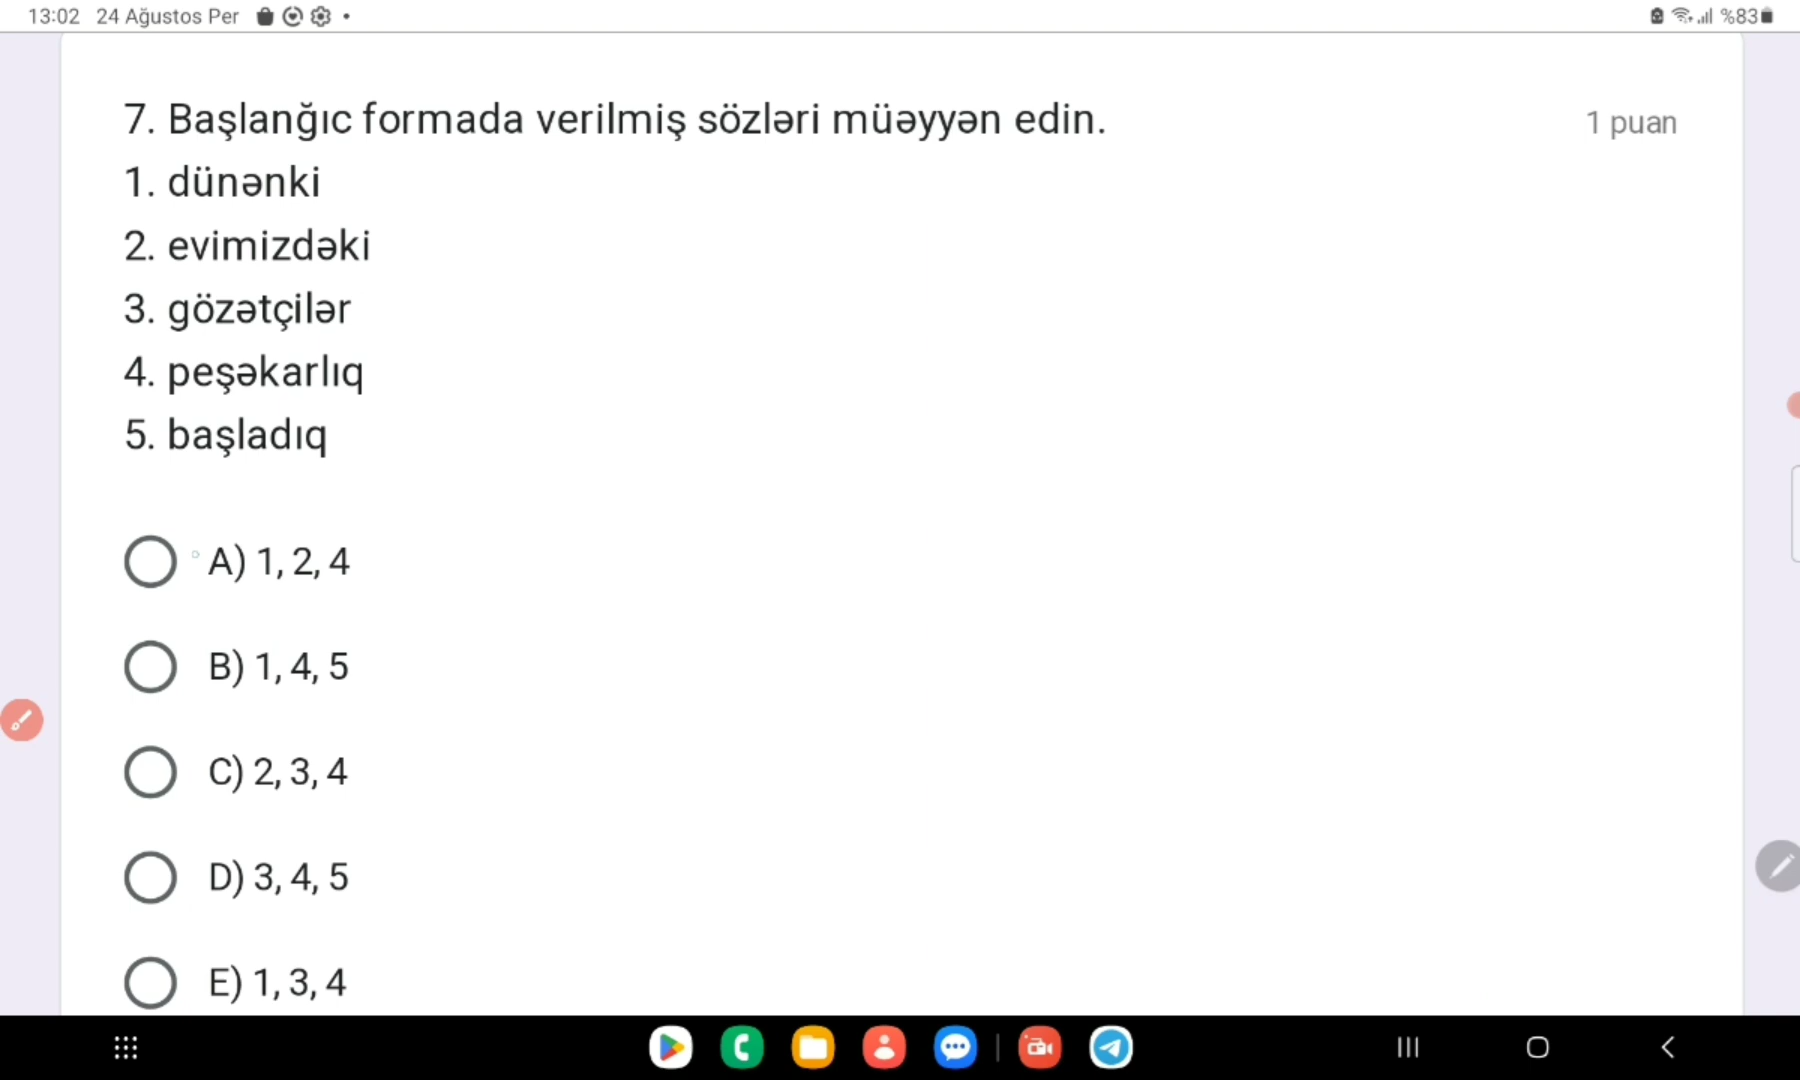 13:02 24 Ağustos Per
%83
7. Başlanğıc formada verilmiş sözləri müəyyən edin.
1 puan
1. dünənki
2. evimizdəki
3. gözətçilər
4. peşəkarlıq
5. başladıq
A) 1, 2, 4
B) 1, 4, 5
C) 2, 3, 4
D) 3, 4, 5
E) 1, 3, 4